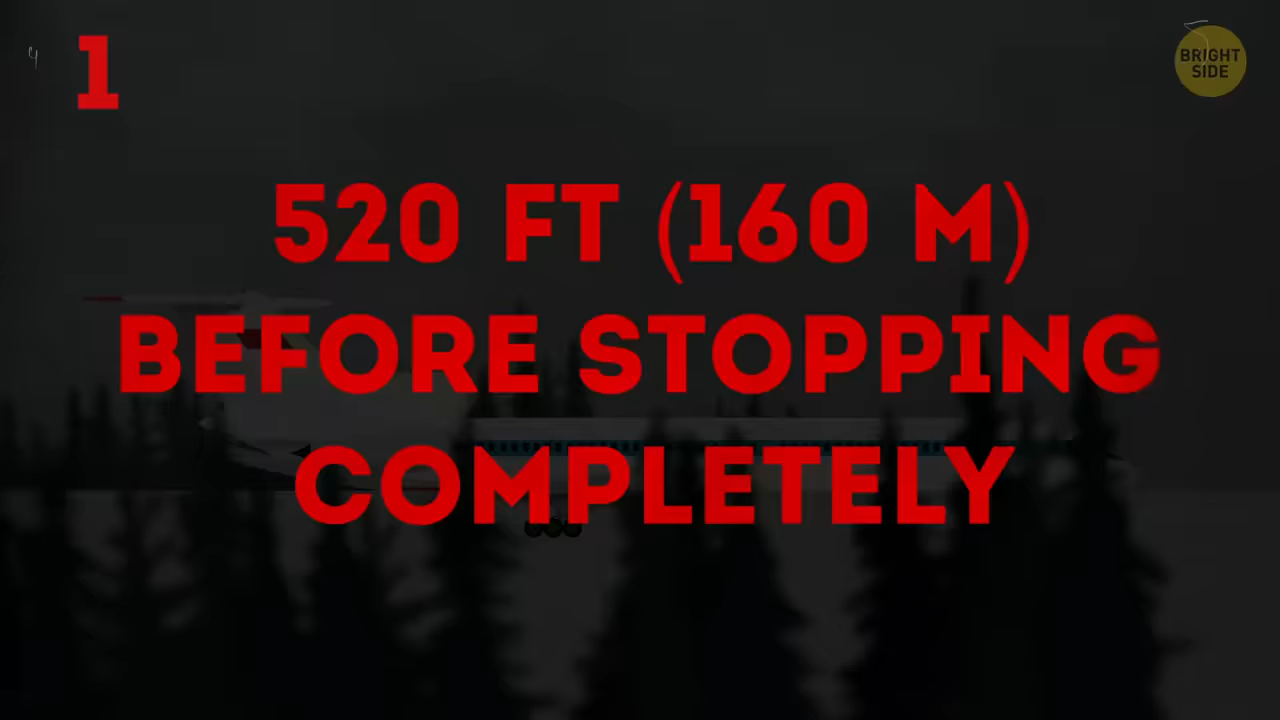 1
BRIGHT
SIDE
520 FT (160 M)
BEFORE STOPPING
COMPLETELY